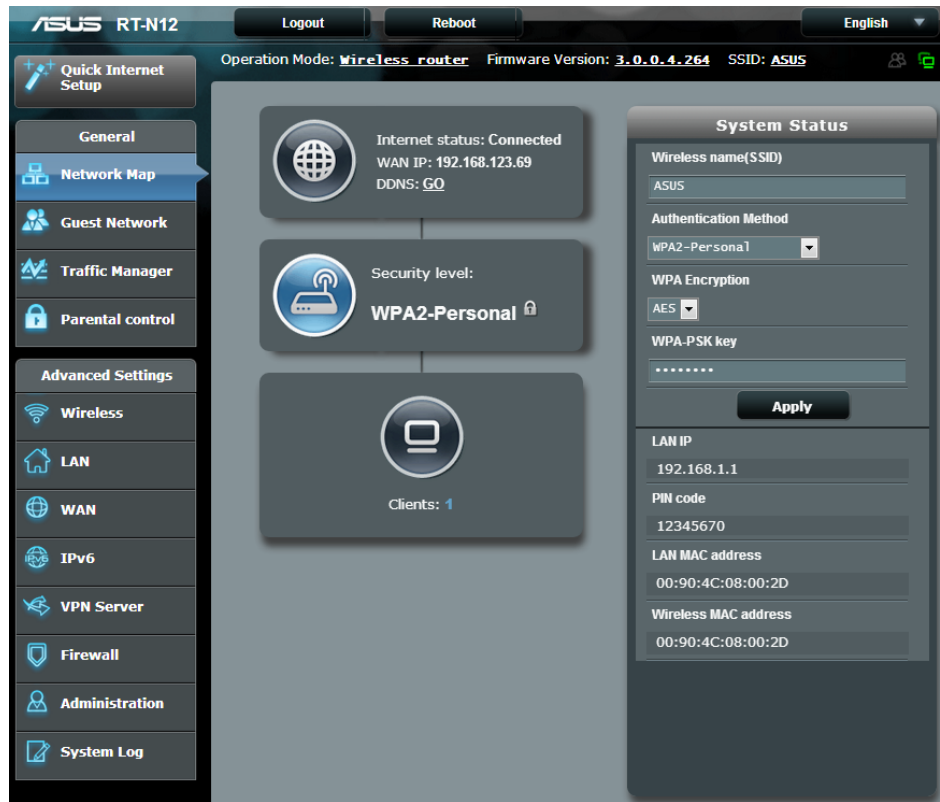 ASUS RT-N12
Logout
Reboot
English
Quick Internet
Setup
Operation Mode: Wireless router Firmware Version: 3.0.0.4.264 SSID: ASUS
General
Network Map
Guest Network
Traffic Manager
Parental control
Advanced Settings
Wireless
LAN
WAN
IPv6
IPv6
VPN Server
Firewall
Administration
System Log
Internet status: Connected
WAN IP: 192.168.123.69
DDNS: GO
Security level:
WPA2-Personal
Clients: 1
System Status
Wireless name(SSID)
ASUS
Authentication Method
WPA2-Personal
WPA Encryption
AES
WPA-PSK key
••••••••
Apply
LAN IP
192.168.1.1
PIN code
12345670
LAN MAC address
00:90:4C:08:00:2D
Wireless MAC address
00:90:4C:08:00:2D